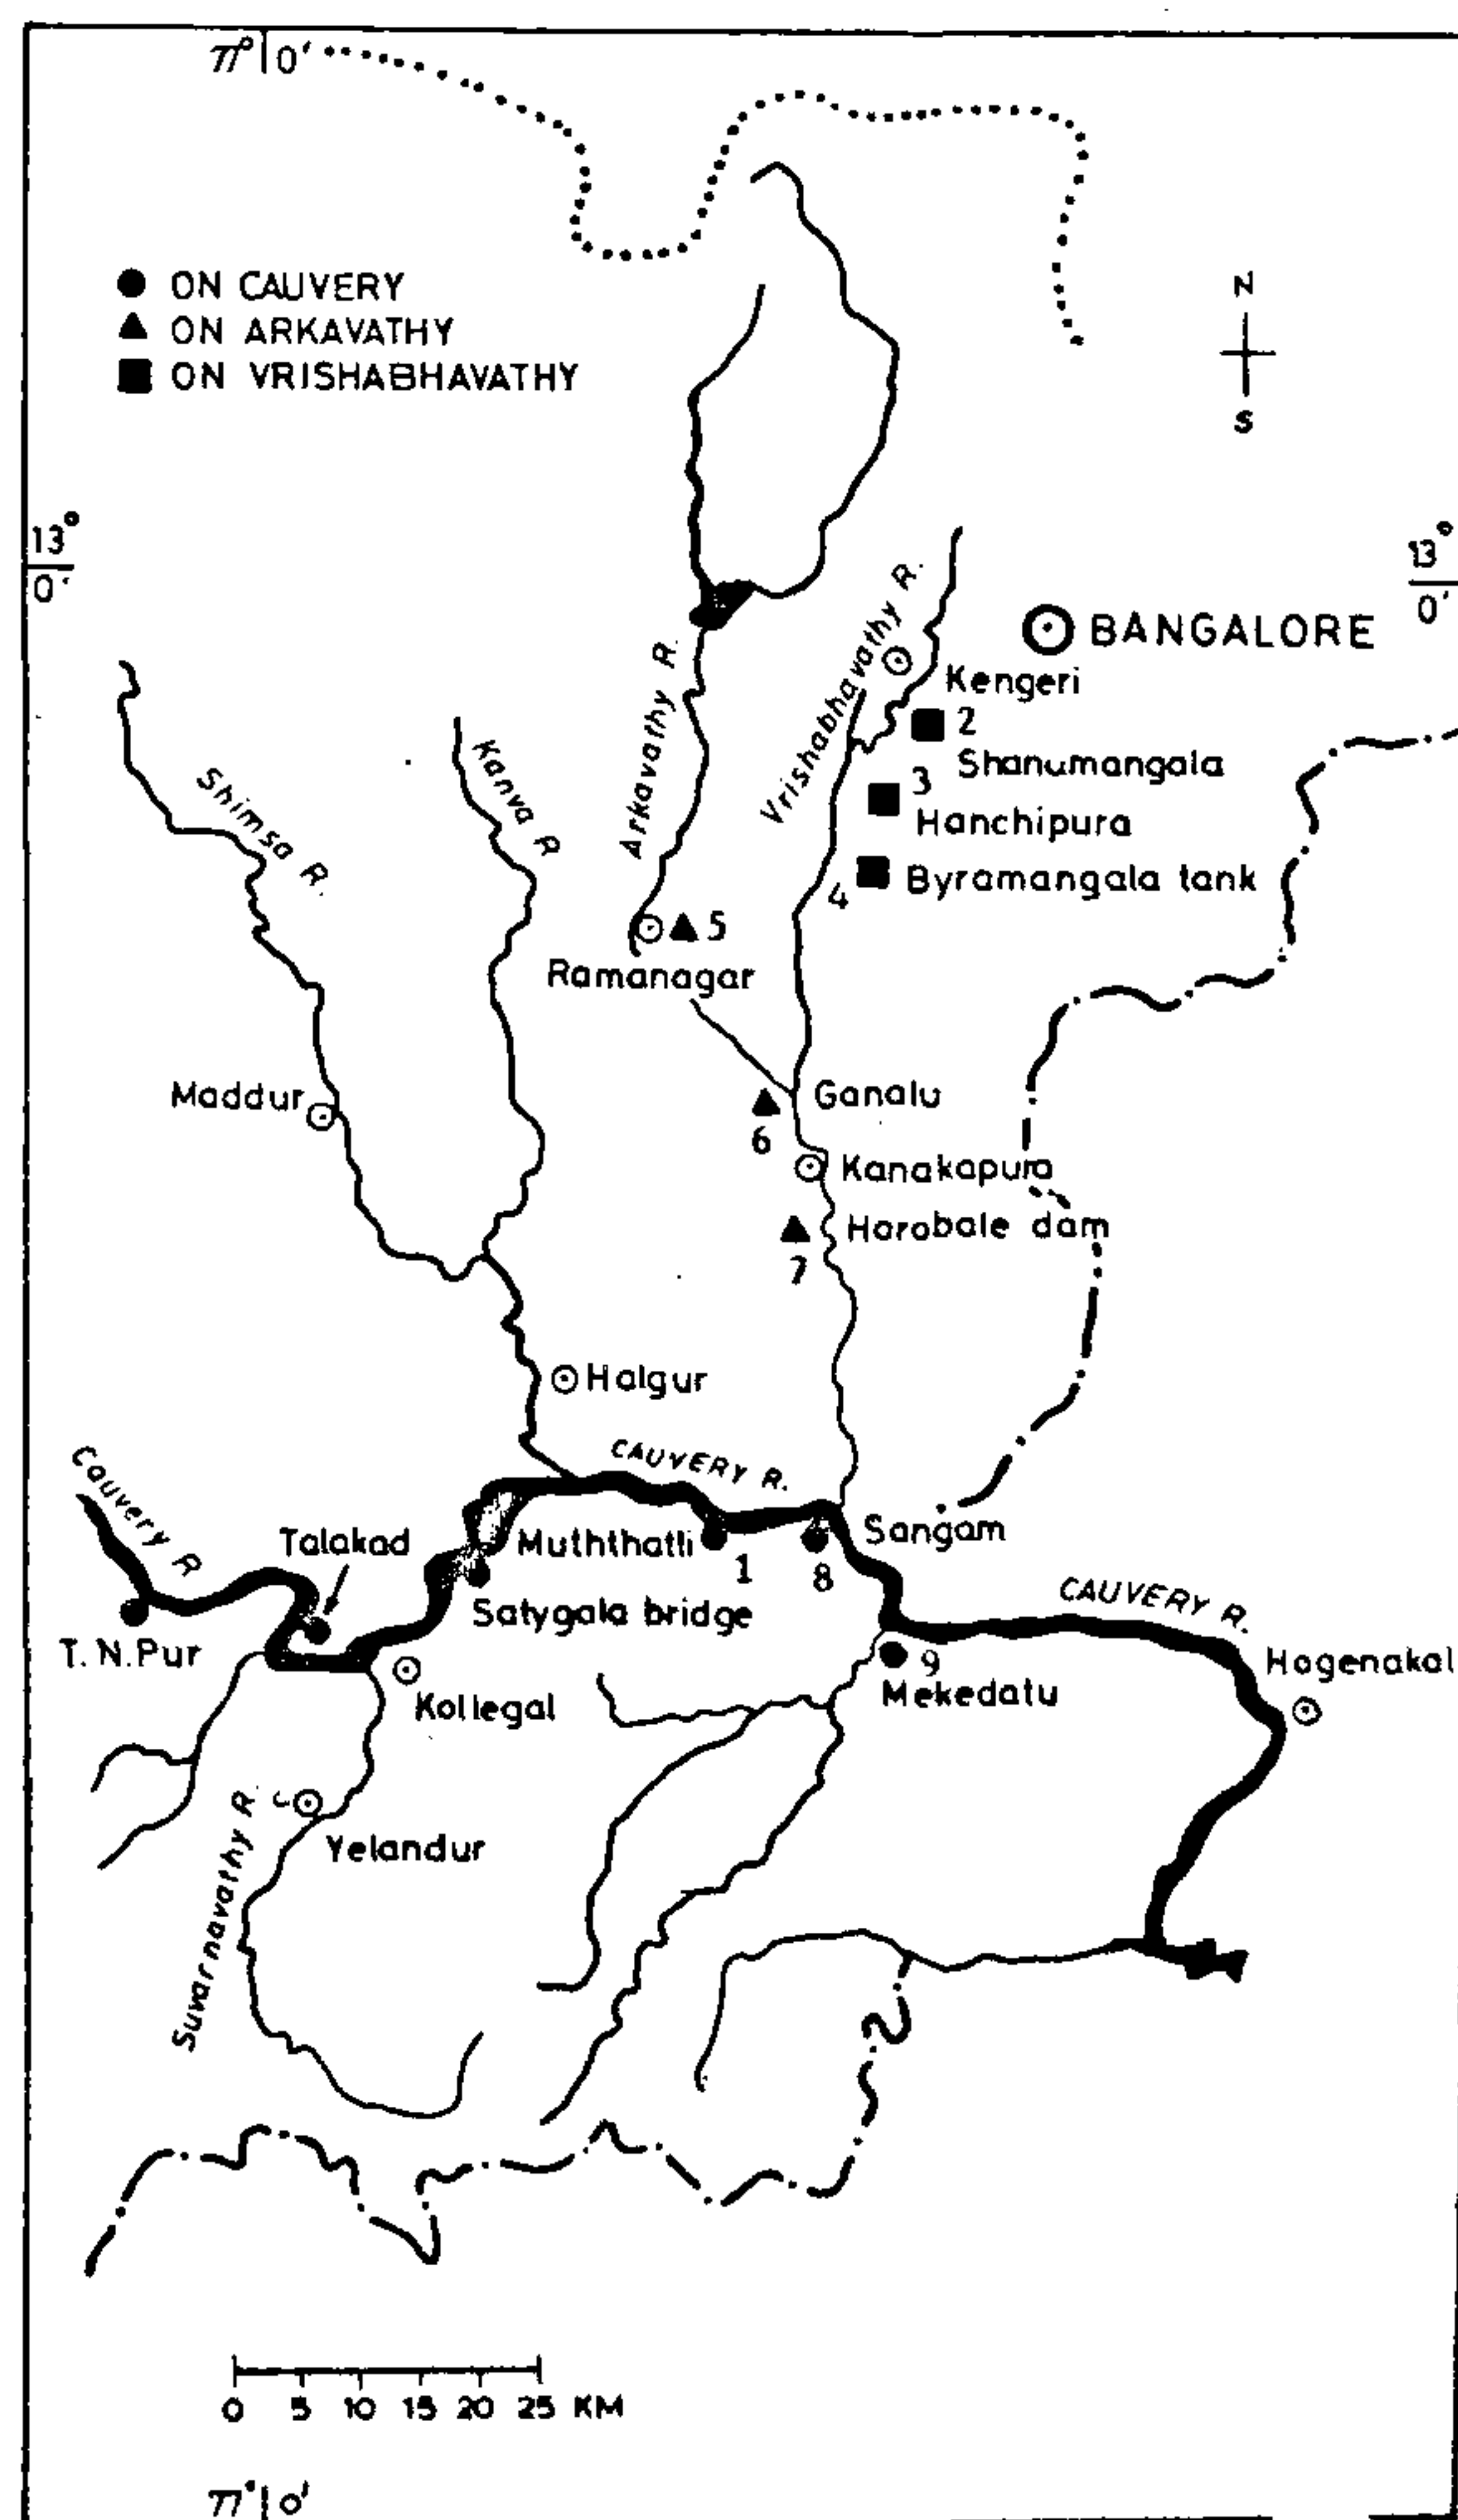 77° 0'
ON CAUVERY
ON ARKAVATHY
ON VRISHABHAVATHY
N
S
13°
0'
13°
0'
BANGALORE
Vrishabhavathy R.
Kengeri
2
Shanumangala
3
Hanchipura
4
Byramangala tank
Arkavathy R.
Shimsa R.
Kanva R
5
Ramanagar
Maddur
Ganalu
6
Kanakapura
Harobale dam
7
Halgur
CAUVERY R.
Cauvery R
Talakad
Muththatti
1
8
Sangam
Satygala bridge
T.N.Pur
Kollegal
CAUVERY R.
9
Mekedatu
Hogenakal
Yelandur
Suvarnavathy R.
0 5 10 15 20 25 KM
77° 0'